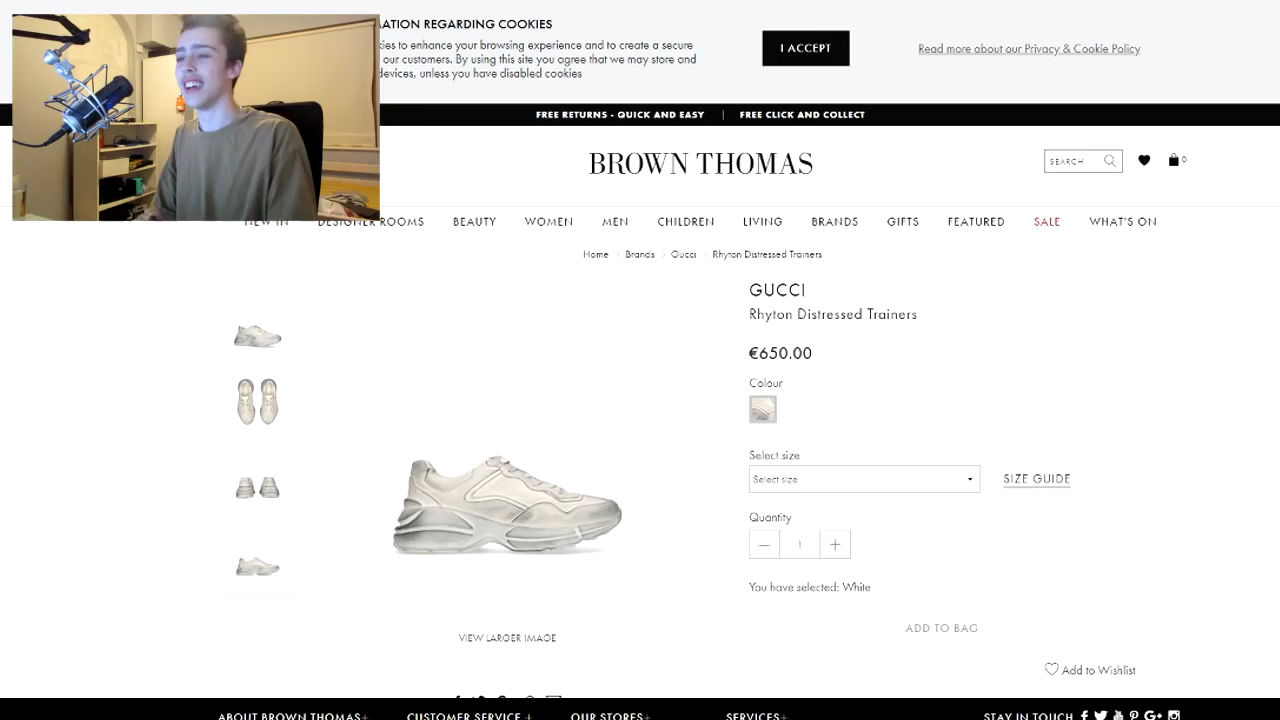 ATION REGARDING COOKIES
ies to enhance your browsing experience and to create a secure
our customers. By using this site you agree that we may store and
devices, unless you have disabled cookies
I ACCEPT
Read more about our Privacy & Cookie Policy
FREE RETURNS - QUICK AND EASY | FREE CLICK AND COLLECT
BROWN THOMAS
SEARCH
0
NEW IN DESIGNER ROOMS BEAUTY WOMEN MEN CHILDREN LIVING BRANDS GIFTS FEATURED SALE WHAT'S ON
Home > Brands > Gucci > Rhyton Distressed Trainers
GUCCI
Rhyton Distressed Trainers
€650.00
Colour
Select size
Select size
SIZE GUIDE
Quantity
— 1 +
You have selected: White
ADD TO BAG
VIEW LARGER IMAGE
Add to Wishlist
ABOUT BROWN THOMAS+ CUSTOMER SERVICE + OUR STORES+ SERVICES+ STAY IN TOUCH